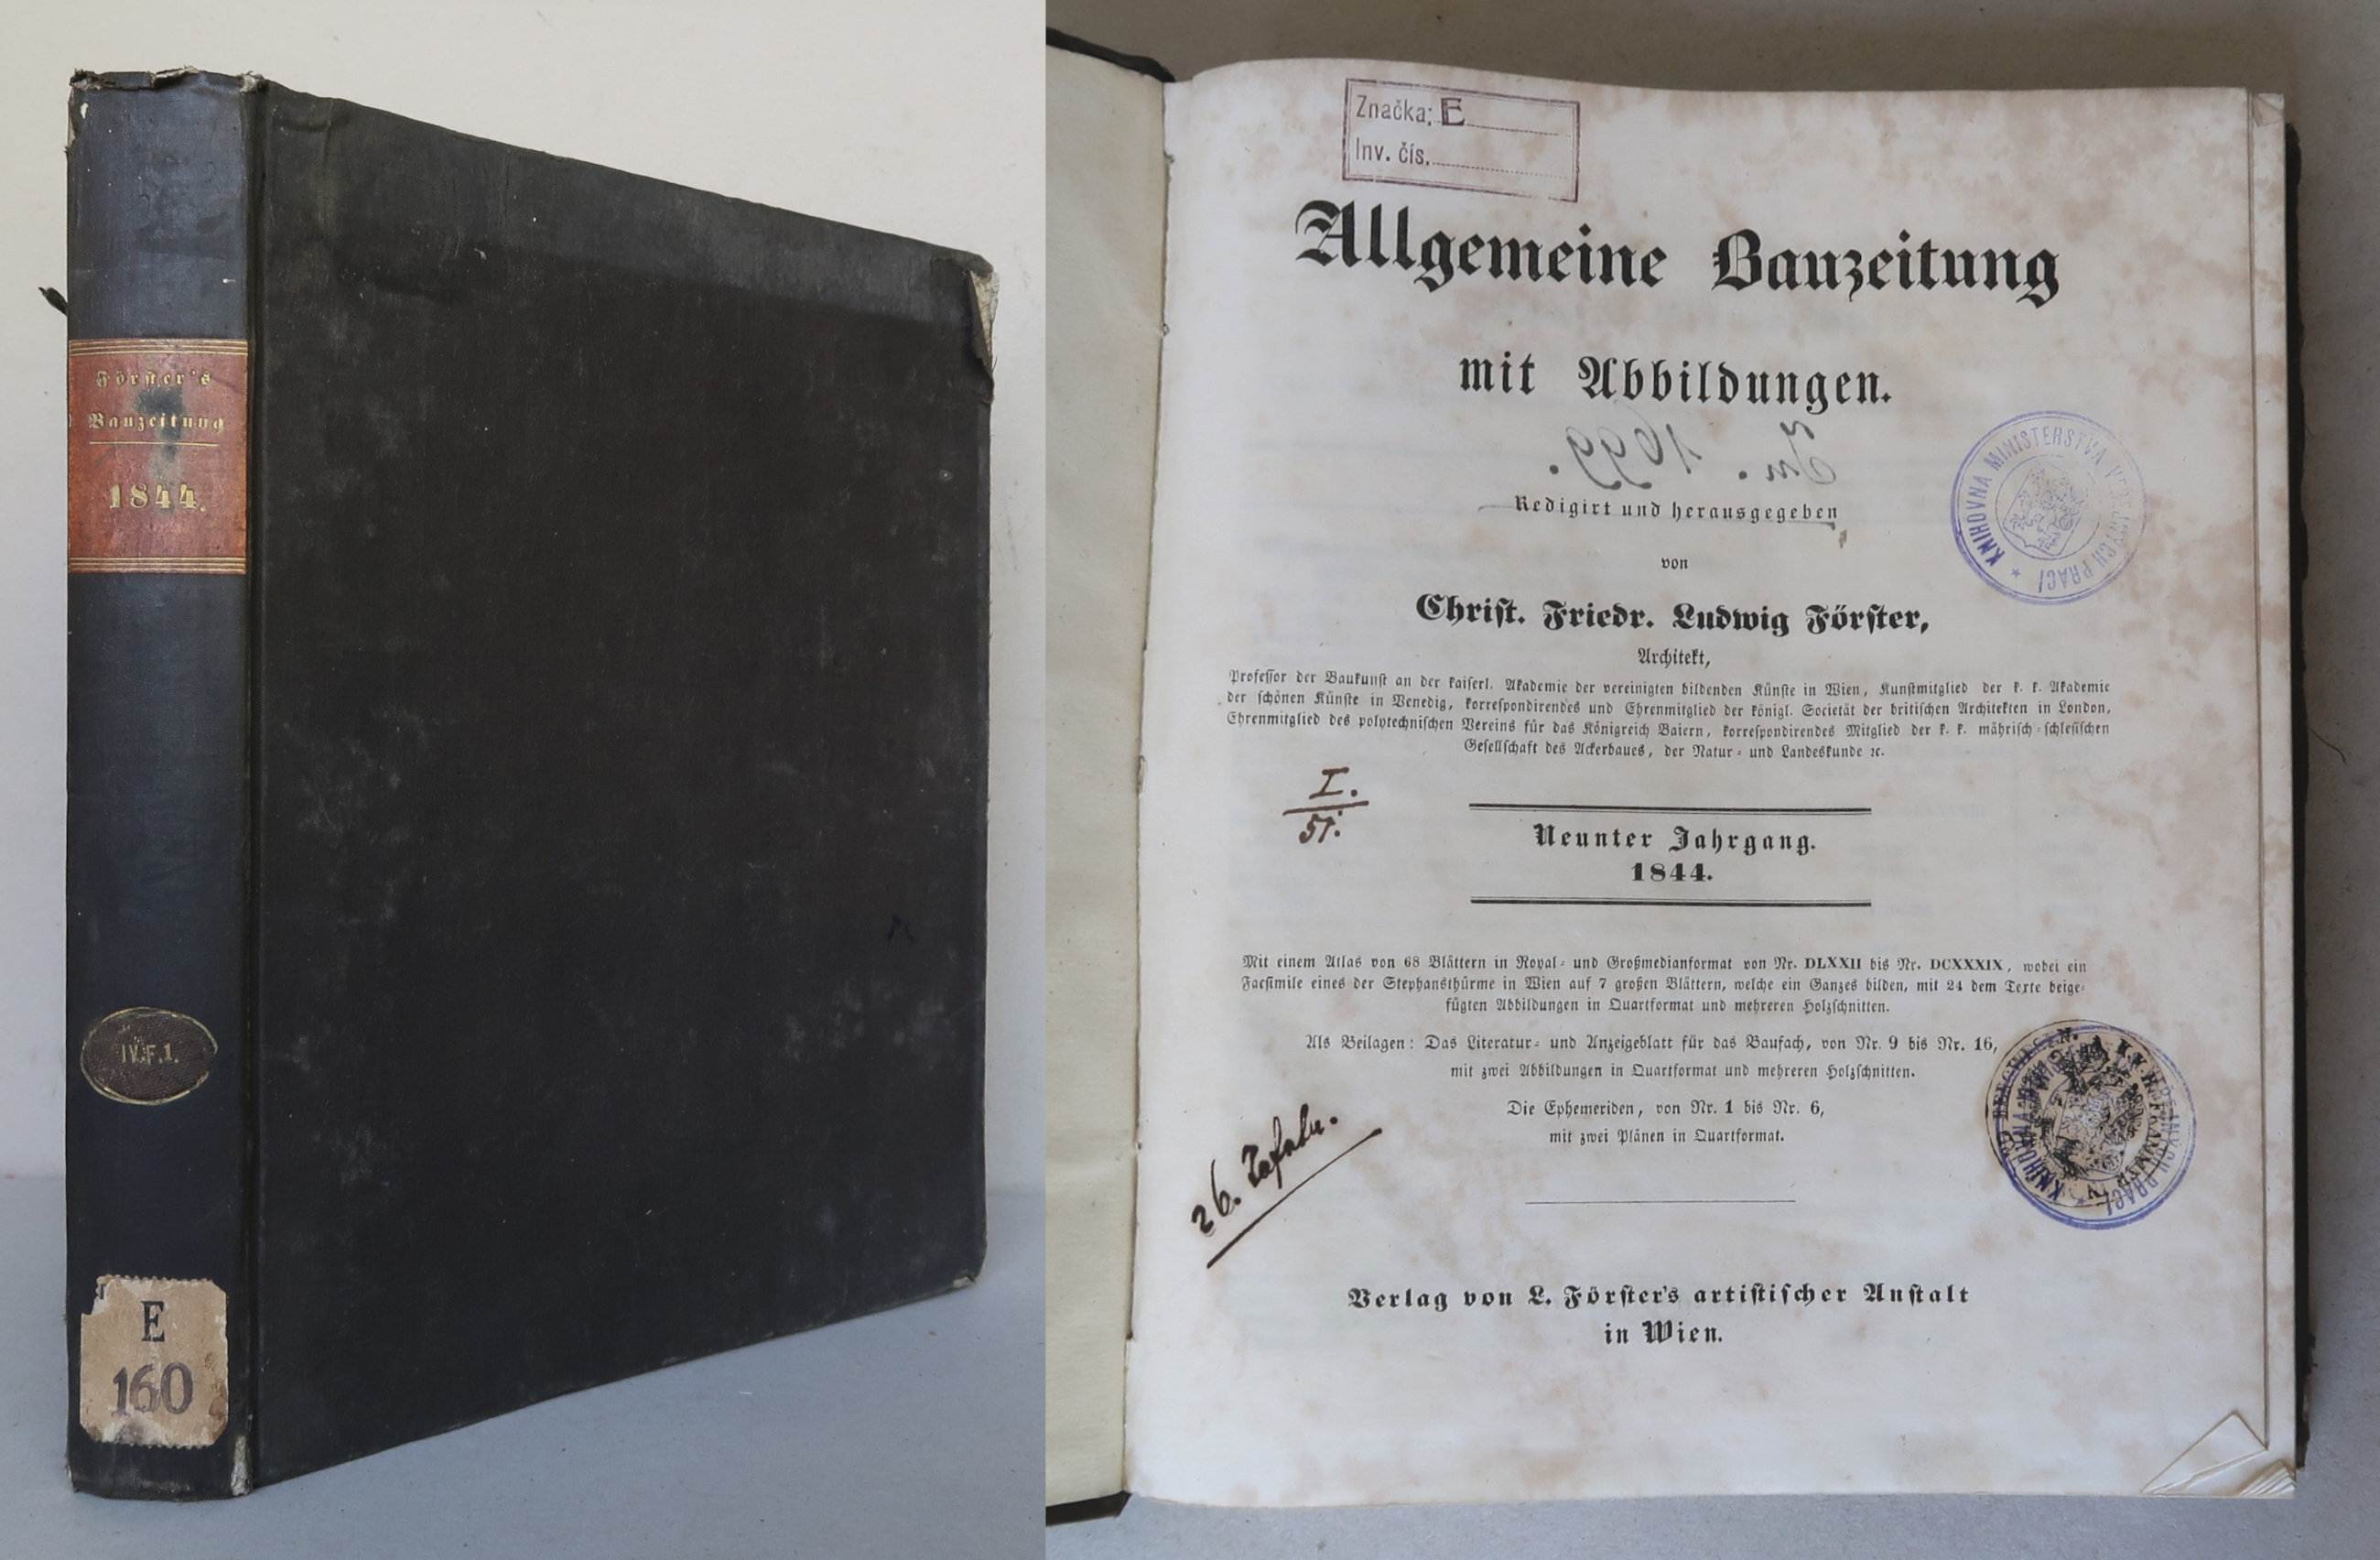 Förster's
Bauzeitung
1844.
IV.F.1.
E
160
Značka: E
Inv. čís.
Allgemeine Bauzeitung
mit Abbildungen.
1699.
Redigirt und herausgegeben
von
Christ. Friedr. Ludwig Förster,
Architekt,
Professor der Baukunst an der kaiserl. Akademie der vereinigten bildenden Künste in Wien, Kunstmitglied der k. k. Akademie
der schönen Künste in Venedig, korrespondirendes und Ehrenmitglied der königl. Societät der britischen Architekten in London,
Ehrenmitglied des polytechnischen Vereins für das Königreich Baiern, korrespondirendes Mitglied der k. k. mährisch-schlesischen
Gesellschaft des Ackerbaues, der Natur- und Landeskunde ꝛc.
KNIHOVNA MINISTERSTVA VEŘEJNÝCH PRACÍ
I.
51.
Neunter Jahrgang.
1844.
Mit einem Atlas von 68 Blättern in Royal- und Großmedianformat von Nr. DLXXII bis Nr. DCXXXIX, wobei ein
Facsimile eines der Stephansthürme in Wien auf 7 großen Blättern, welche ein Ganzes bilden, mit 24 dem Texte beige-
fügten Abbildungen in Quartformat und mehreren Holzschnitten.
Als Beilagen: Das Literatur- und Anzeigeblatt für das Baufach, von Nr. 9 bis Nr. 16,
mit zwei Abbildungen in Quartformat und mehreren Holzschnitten.
Die Ephemeriden, von Nr. 1 bis Nr. 6,
mit zwei Plänen in Quartformat.
26. Tafeln.
KNIHOVNA PRACÍ
Verlag von L. Förster's artistischer Anstalt
in Wien.